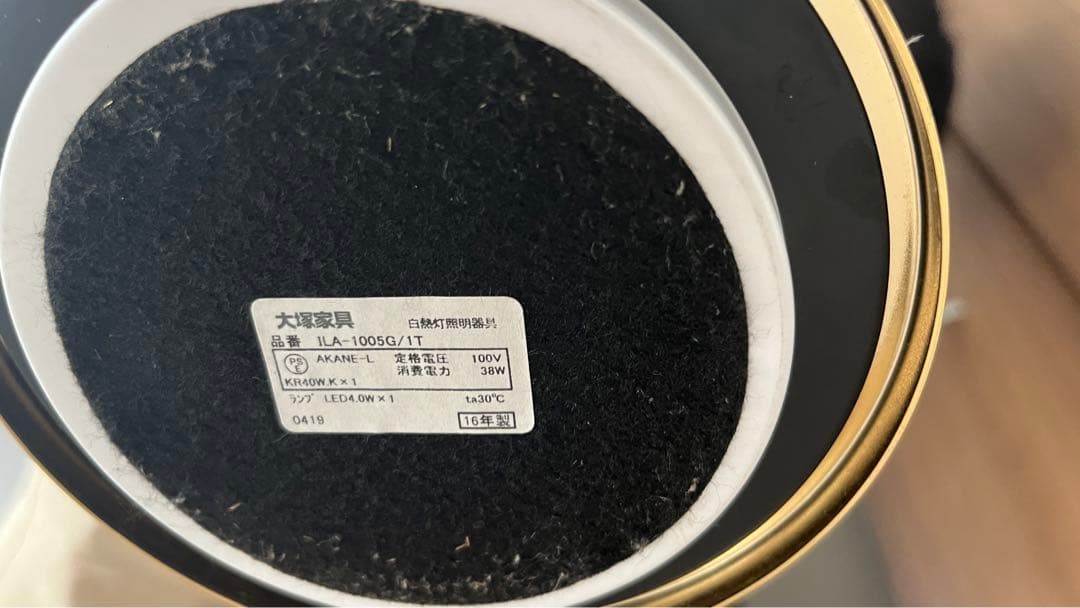 大塚家具 白熱灯照明器具
品番 ILA-1005G/1T
PS
E
AKANE-L 定格電圧 100V
消費電力 38W
KR40W.K×1
ランプ LED4.0W×1 ta30℃
0419 16年製